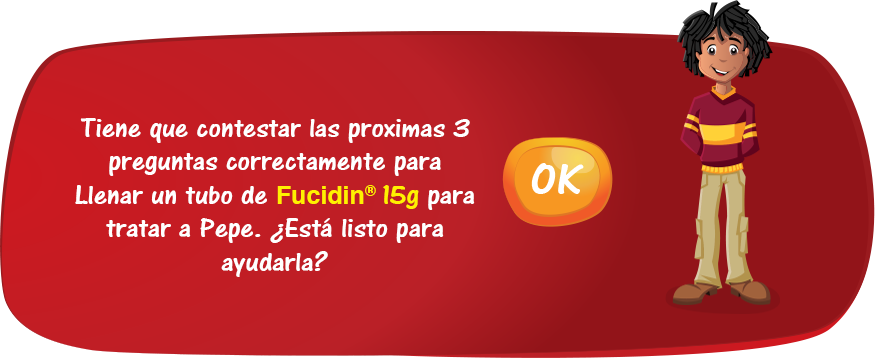 Tiene que contestar las proximas 3
preguntas correctamente para
Llenar un tubo de Fucidin® 15g para
tratar a Pepe. ¿Está listo para
ayudarla?
OK